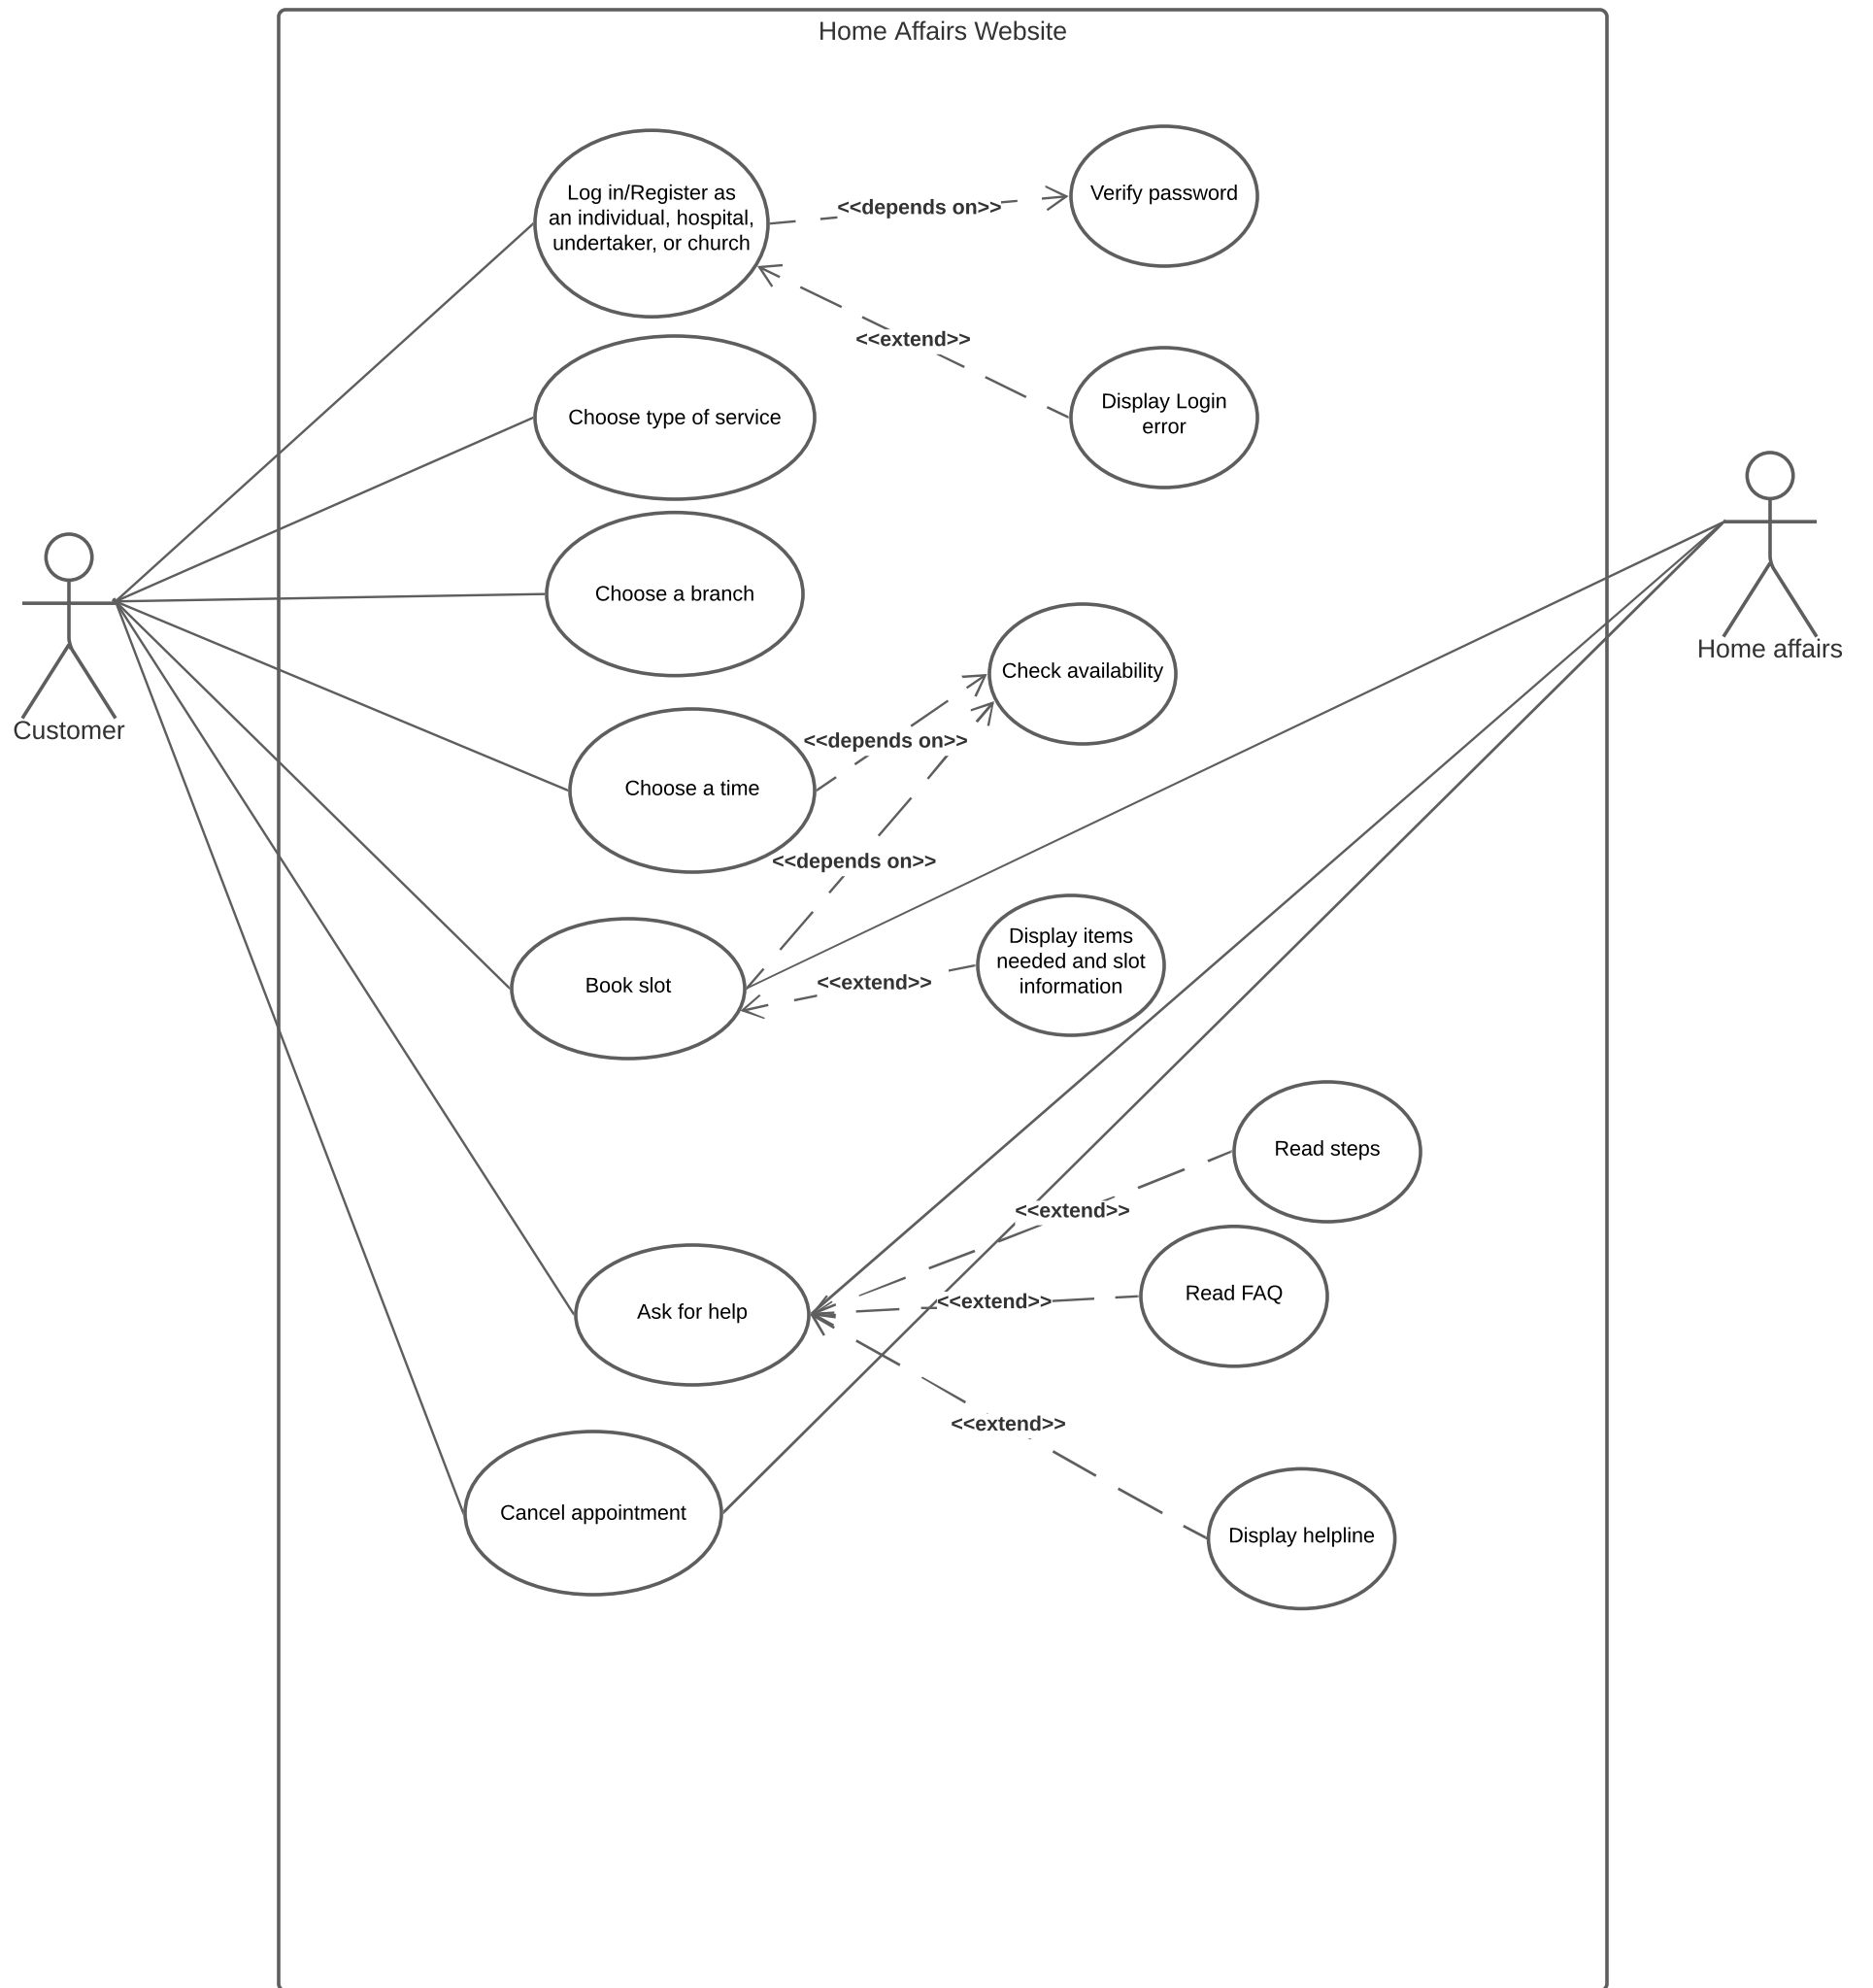 Home Affairs Website
Log in/Register as
an individual, hospital,
undertaker, or church
<<depends on>>
Verify password
<<extend>>
Display Login
error
Choose type of service
Choose a branch
Customer
Home affairs
Check availability
<<depends on>>
Choose a time
<<depends on>>
Display items
needed and slot
information
<<extend>>
Book slot
Read steps
<<extend>>
Read FAQ
<<extend>>
Ask for help
<<extend>>
Cancel appointment
Display helpline